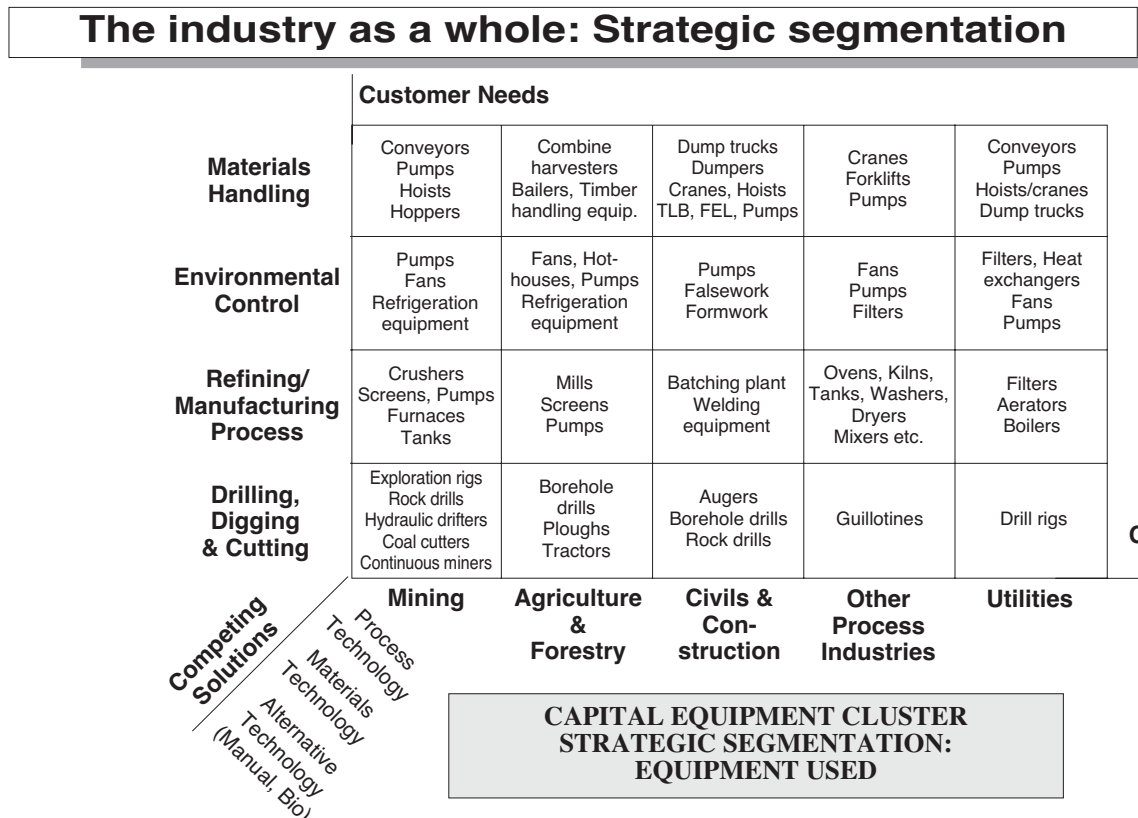 The industry as a whole: Strategic segmentation
Customer Needs
Materials
Handling
Conveyors
Pumps
Hoists
Hoppers
Combine
harvesters
Bailers, Timber
handling equip.
Dump trucks
Dumpers
Cranes, Hoists
TLB, FEL, Pumps
Cranes
Forklifts
Pumps
Conveyors
Pumps
Hoists/cranes
Dump trucks
Environmental
Control
Pumps
Fans
Refrigeration
equipment
Fans, Hot-
houses, Pumps
Refrigeration
equipment
Pumps
Falsework
Formwork
Fans
Pumps
Filters
Filters, Heat
exchangers
Fans
Pumps
Refining/
Manufacturing
Process
Crushers
Screens, Pumps
Furnaces
Tanks
Mills
Screens
Pumps
Batching plant
Welding
equipment
Ovens, Kilns,
Tanks, Washers,
Dryers
Mixers etc.
Filters
Aerators
Boilers
Drilling,
Digging
& Cutting
Exploration rigs
Rock drills
Hydraulic drifters
Coal cutters
Continuous miners
Borehole
drills
Ploughs
Tractors
Augers
Borehole drills
Rock drills
Guillotines
Drill rigs
Mining
Agriculture
&
Forestry
Civils &
Con-
struction
Other
Process
Industries
Utilities
Competing
Solutions
Process
Technology
Materials
Technology
Alternative
Technology
(Manual, Bio)
CAPITAL EQUIPMENT CLUSTER
STRATEGIC SEGMENTATION:
EQUIPMENT USED